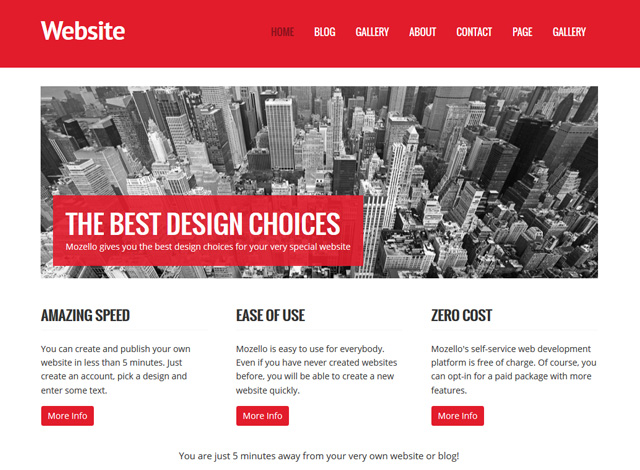 Website
HOME BLOG GALLERY ABOUT CONTACT PAGE GALLERY
THE BEST DESIGN CHOICES
Mozello gives you the best design choices for your very special website
AMAZING SPEED
You can create and publish your own
website in less than 5 minutes. Just
create an account, pick a design and
enter some text.
More Info
EASE OF USE
Mozello is easy to use for everybody.
Even if you have never created websites
before, you will be able to create a new
website quickly.
More Info
ZERO COST
Mozello's self-service web development
platform is free of charge. Of course, you
can opt-in for a paid package with more
features.
More Info
You are just 5 minutes away from your very own website or blog!